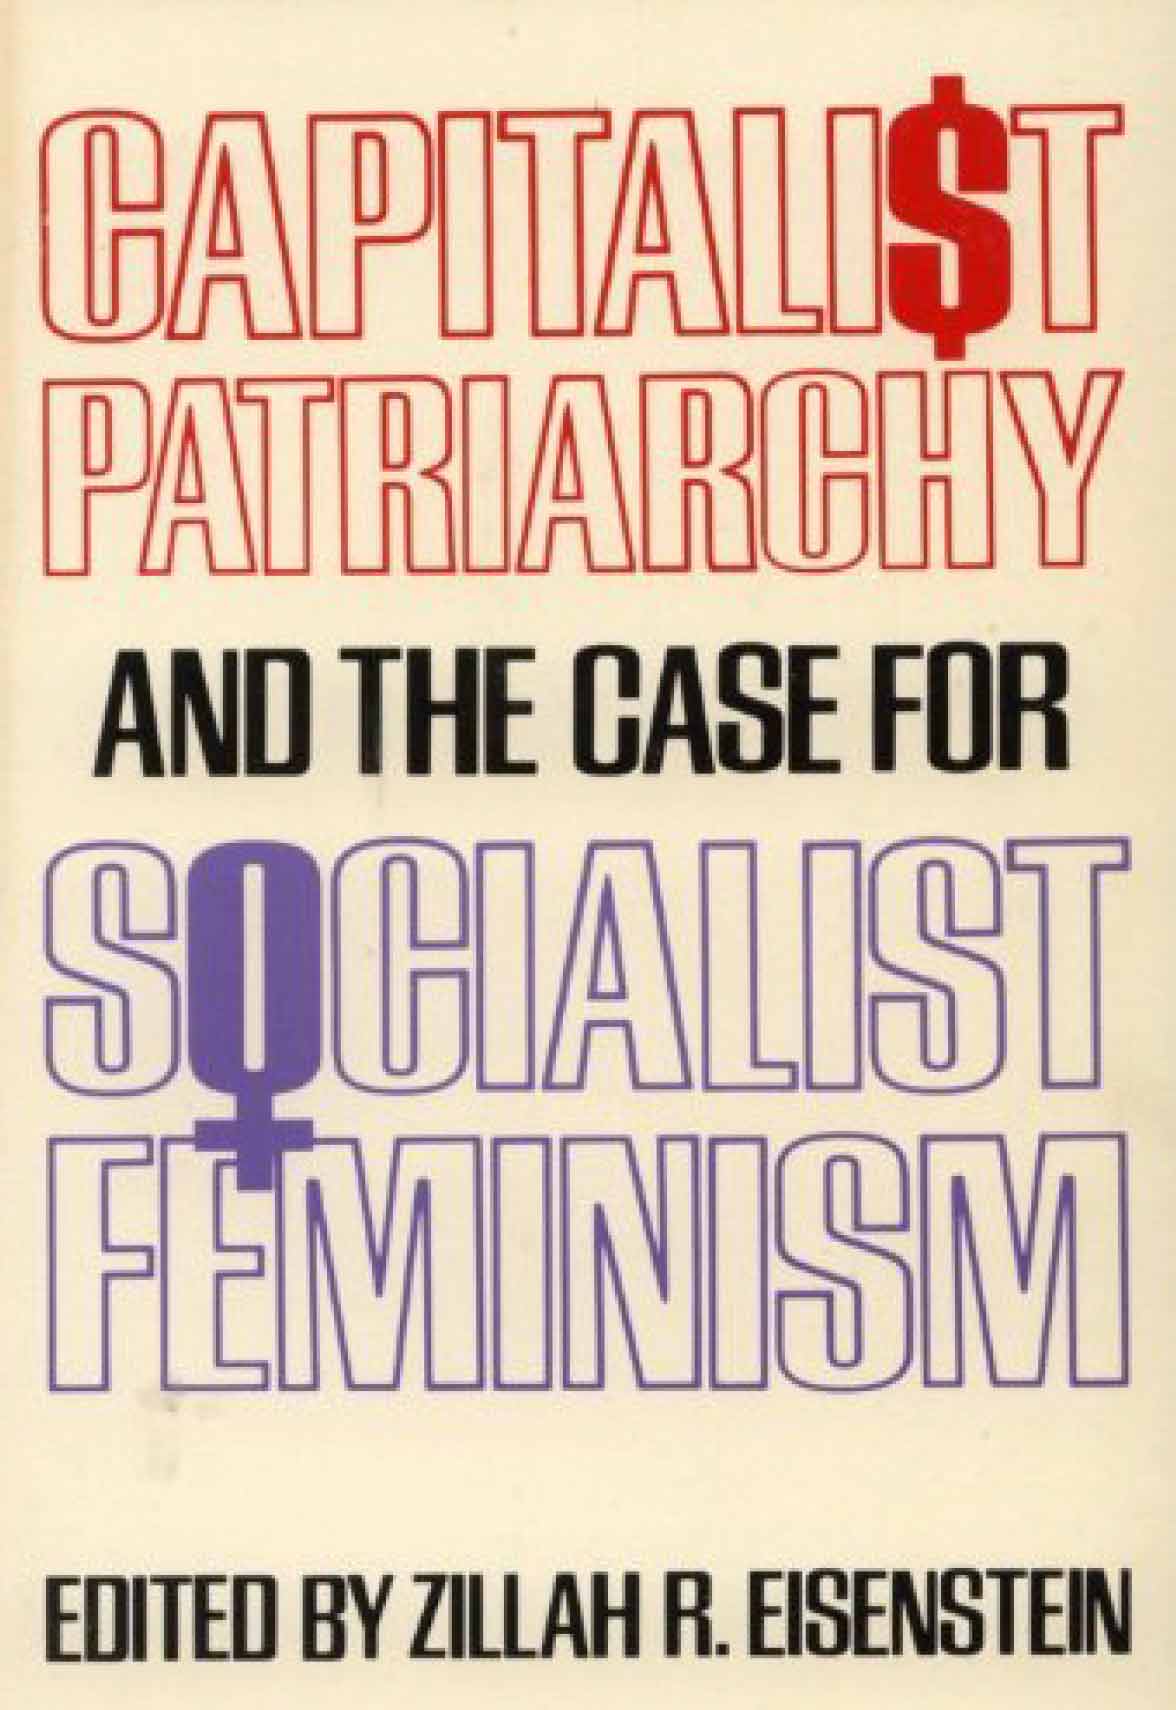 CAPITALI$T
PATRIARCHY
AND THE CASE FOR
SOCIALIST
FEMINISM
EDITED BY ZILLAH R. EISENSTEIN